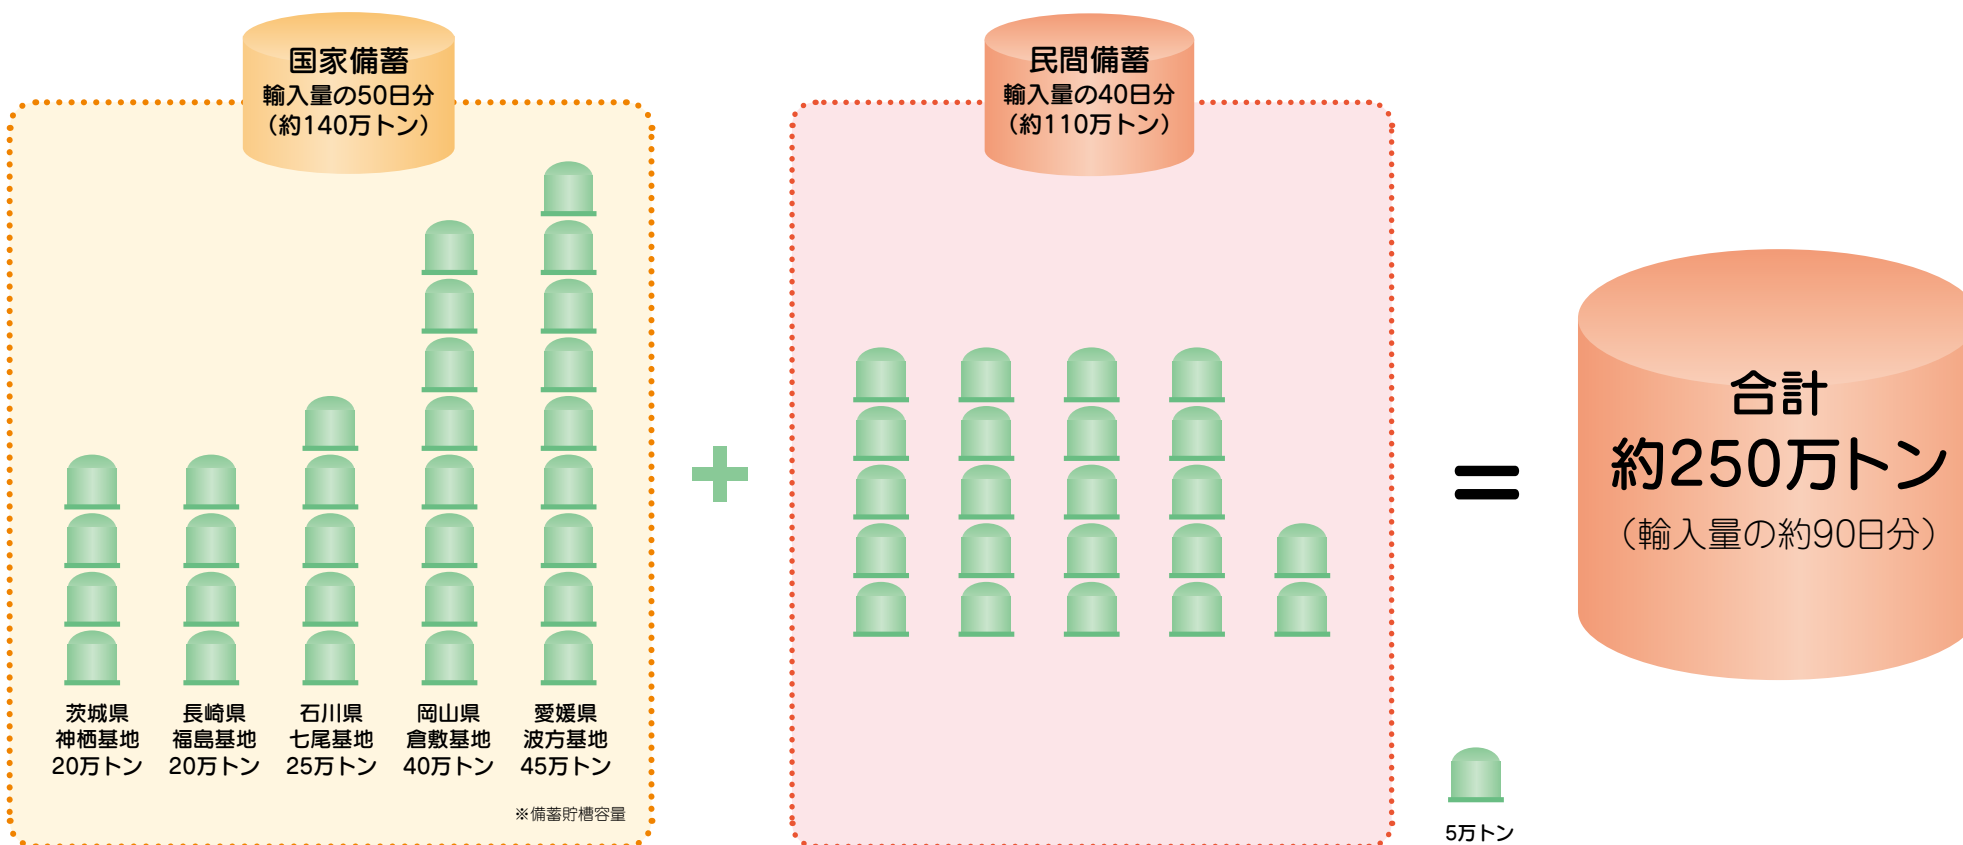 国家備蓄
輸入量の50日分
(約140万トン)
茨城県
神栖基地
20万トン
長崎県
福島基地
20万トン
石川県
七尾基地
25万トン
岡山県
倉敷基地
40万トン
愛媛県
波方基地
45万トン
※備蓄貯槽容量
+
民間備蓄
輸入量の40日分
(約110万トン)
=
合計
約250万トン
(輸入量の約90日分)
5万トン